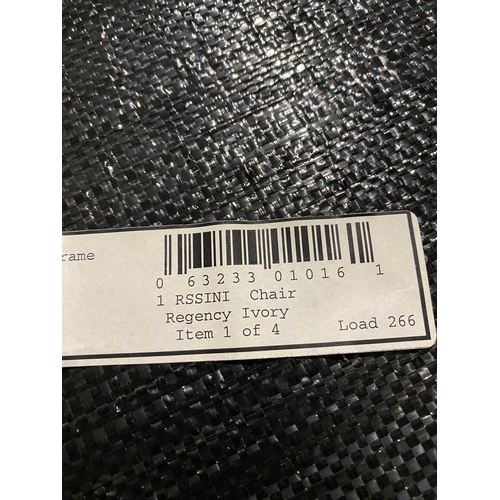 rame
0 63233 01016 1
1 RSSINI Chair
Regency Ivory
Item 1 of 4
Load 266